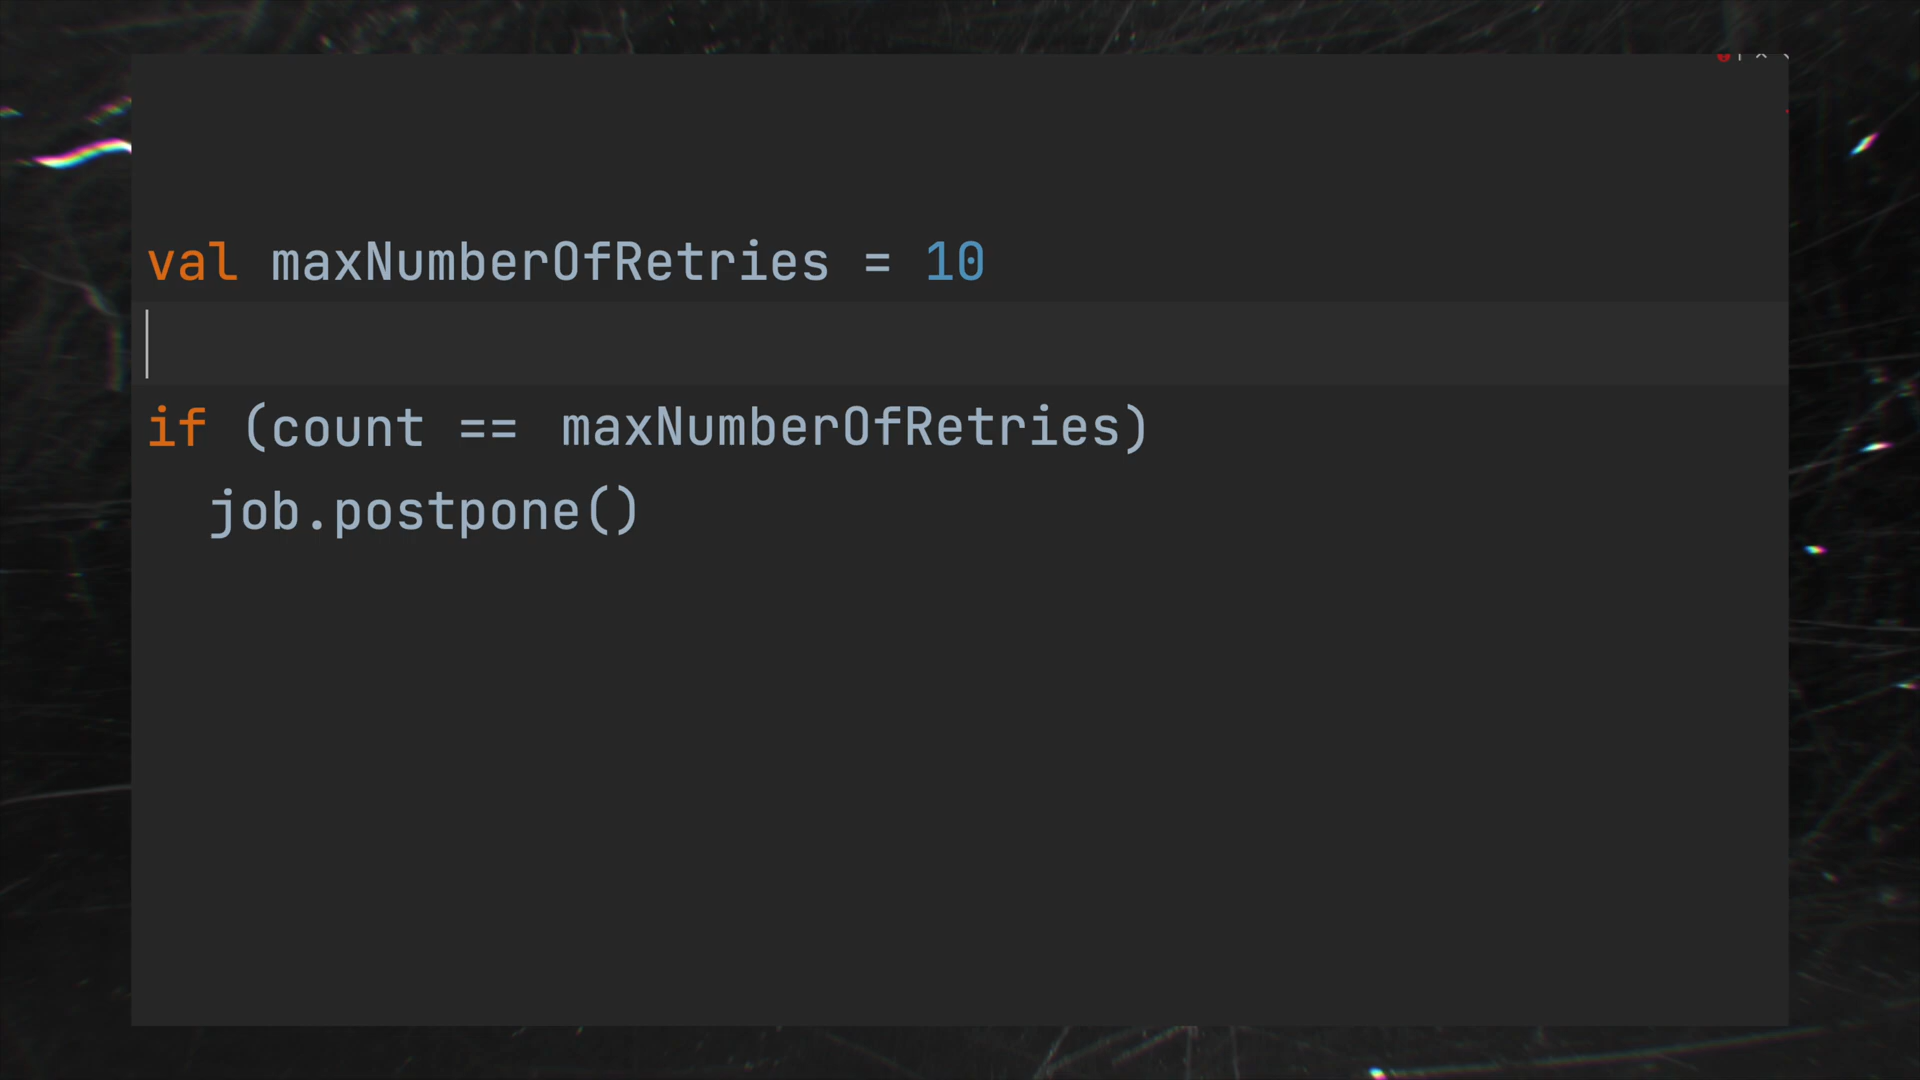 val maxNumberOfRetries = 10
if (count == maxNumberOfRetries)
job.postpone()